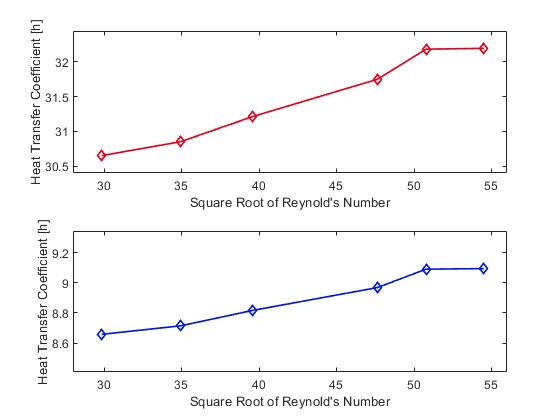 Heat Transfer Coefficient [h]
32
31.5
31
30.5
30 35 40 45 50 55
Square Root of Reynold's Number
Heat Transfer Coefficient [h]
9.2
9
8.8
8.6
30 35 40 45 50 55
Square Root of Reynold's Number